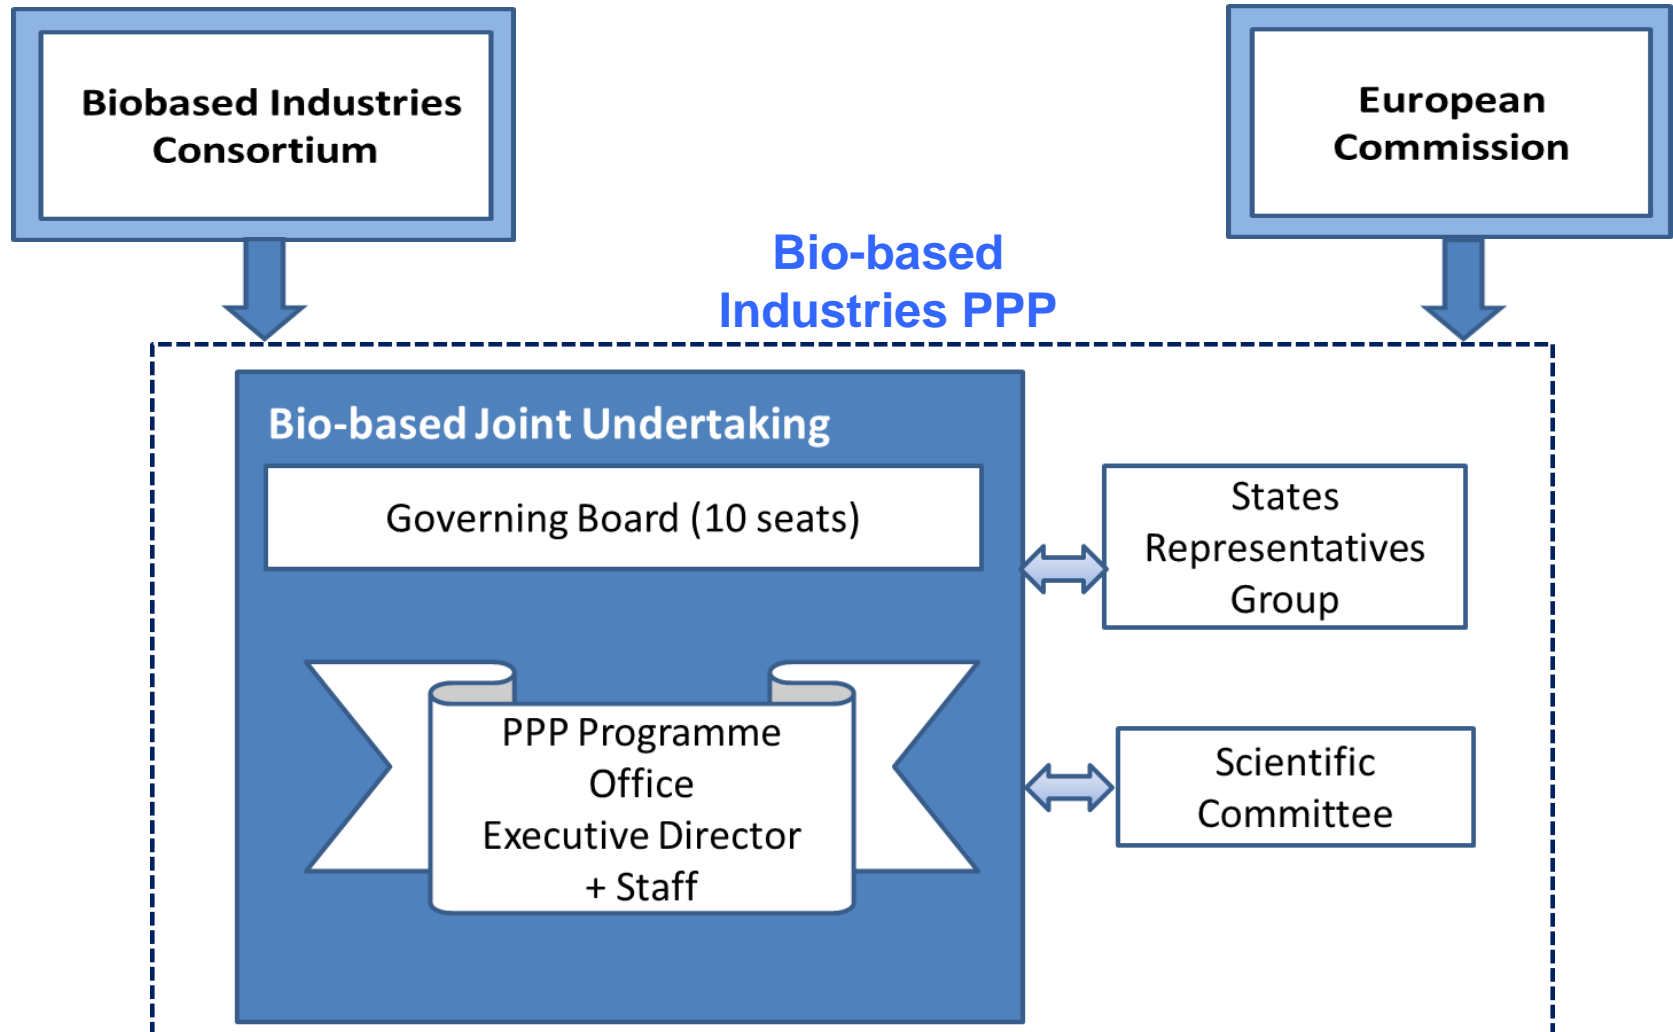 Biobased Industries
Consortium
European
Commission
Bio-based
Industries PPP
Bio-based Joint Undertaking
Governing Board (10 seats)
States
Representatives
Group
PPP Programme
Office
Executive Director
+ Staff
Scientific
Committee